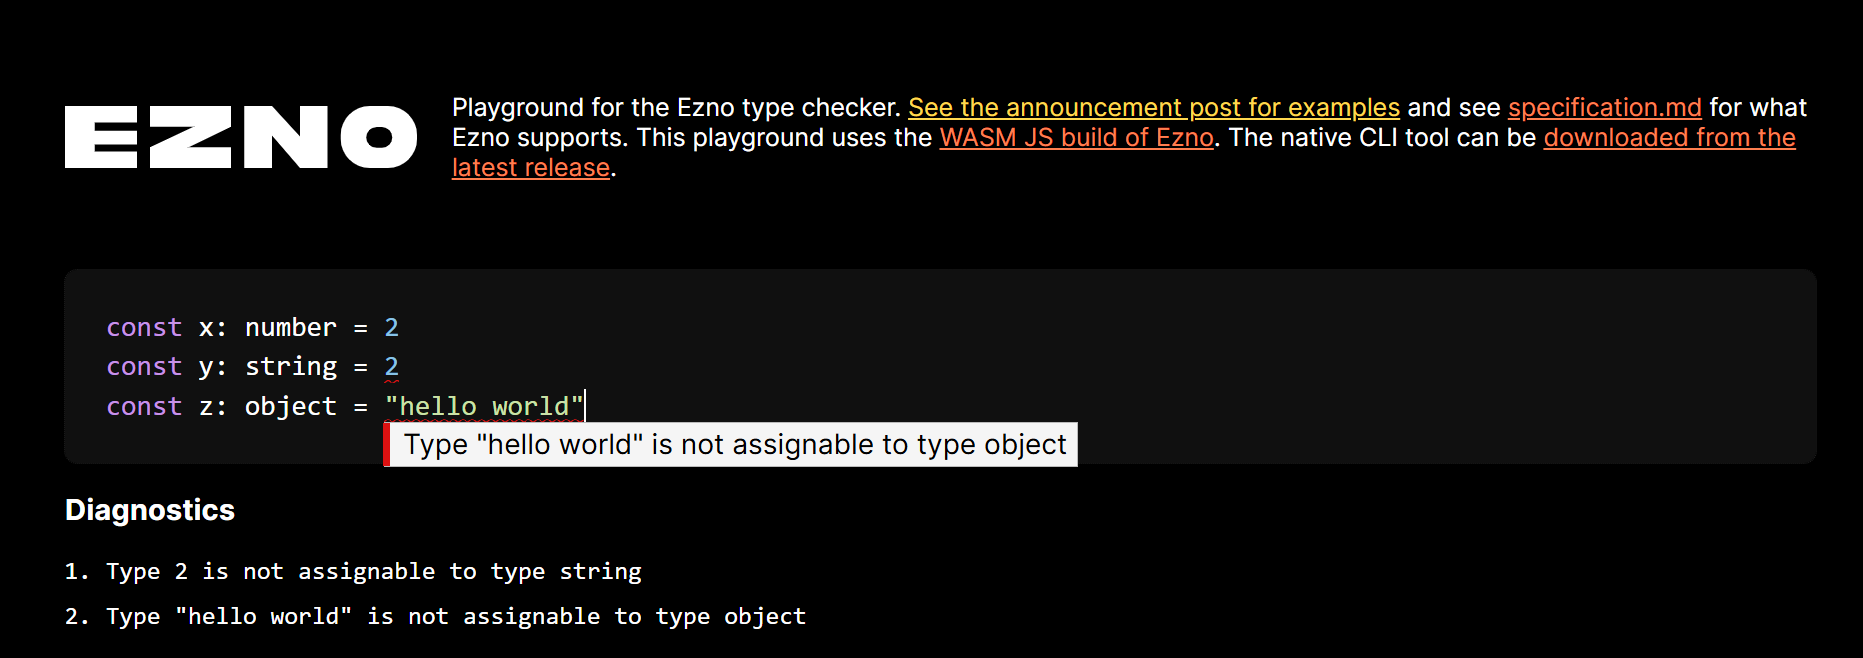 EZNO
Playground for the Ezno type checker. See the announcement post for examples and see specification.md for what
Ezno supports. This playground uses the WASM JS build of Ezno. The native CLI tool can be downloaded from the
latest release.
const x: number = 2
const y: string = 2
const z: object = "hello world"
Type "hello world" is not assignable to type object
Diagnostics
1. Type 2 is not assignable to type string
2. Type "hello world" is not assignable to type object